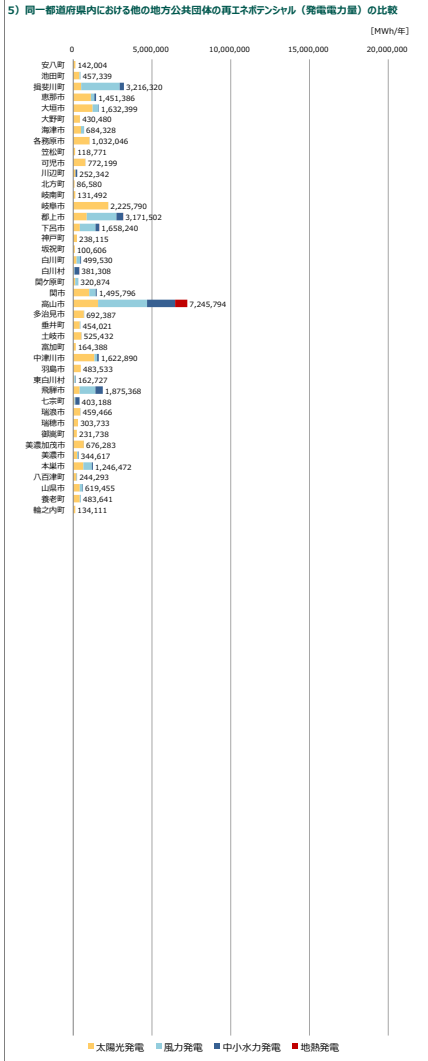 5）同一都道府県内における他の地方公共団体の再エネポテンシャル（発電電力量）の比較
[MWh/年]
0 5,000,000 10,000,000 15,000,000 20,000,000
安八町 142,004
池田町 457,339
揖斐川町 3,216,320
恵那市 1,451,386
大垣市 1,632,399
大野町 430,480
海津市 684,328
各務原市 1,032,046
笠松町 118,771
可児市 772,199
川辺町 252,342
北方町 86,580
岐南町 131,492
岐阜市 2,225,790
郡上市 3,171,502
下呂市 1,658,240
神戸町 238,115
坂祝町 100,606
白川町 499,530
白川村 381,308
関ケ原町 320,874
関市 1,495,796
高山市 7,245,794
多治見市 692,387
垂井町 454,021
土岐市 525,432
富加町 164,388
中津川市 1,622,890
羽島市 483,533
東白川村 162,727
飛騨市 1,875,368
七宗町 403,188
瑞浪市 459,466
瑞穂市 303,733
御嵩町 231,738
美濃加茂市 676,283
美濃市 344,617
本巣市 1,246,472
八百津町 244,293
山県市 619,455
養老町 483,641
輪之内町 134,111
太陽光発電 風力発電 中小水力発電 地熱発電